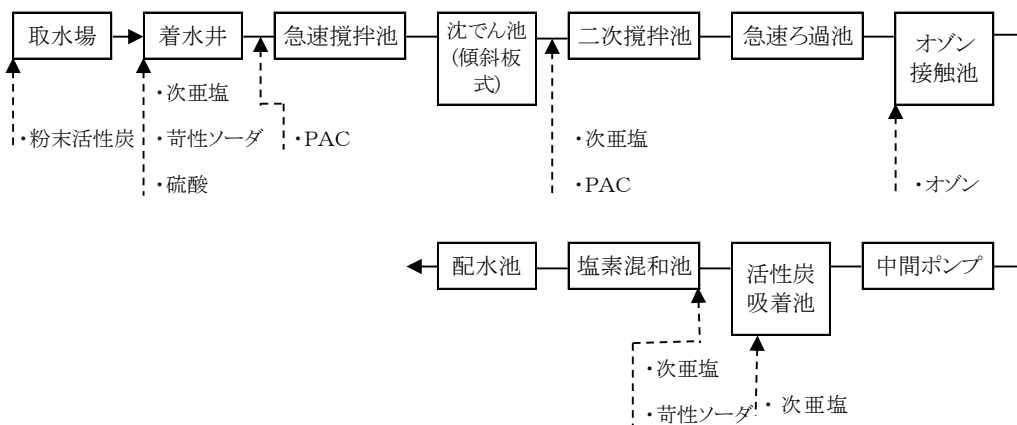 取水場
着水井
急速撹拌池
沈でん池
(傾斜板
式)
二次撹拌池
急速ろ過池
オゾン
接触池
・粉末活性炭
・次亜塩
・苛性ソーダ
・硫酸
・PAC
・次亜塩
・PAC
・オゾン
配水池
塩素混和池
活性炭
吸着池
中間ポンプ
・次亜塩
・苛性ソーダ
・次亜塩